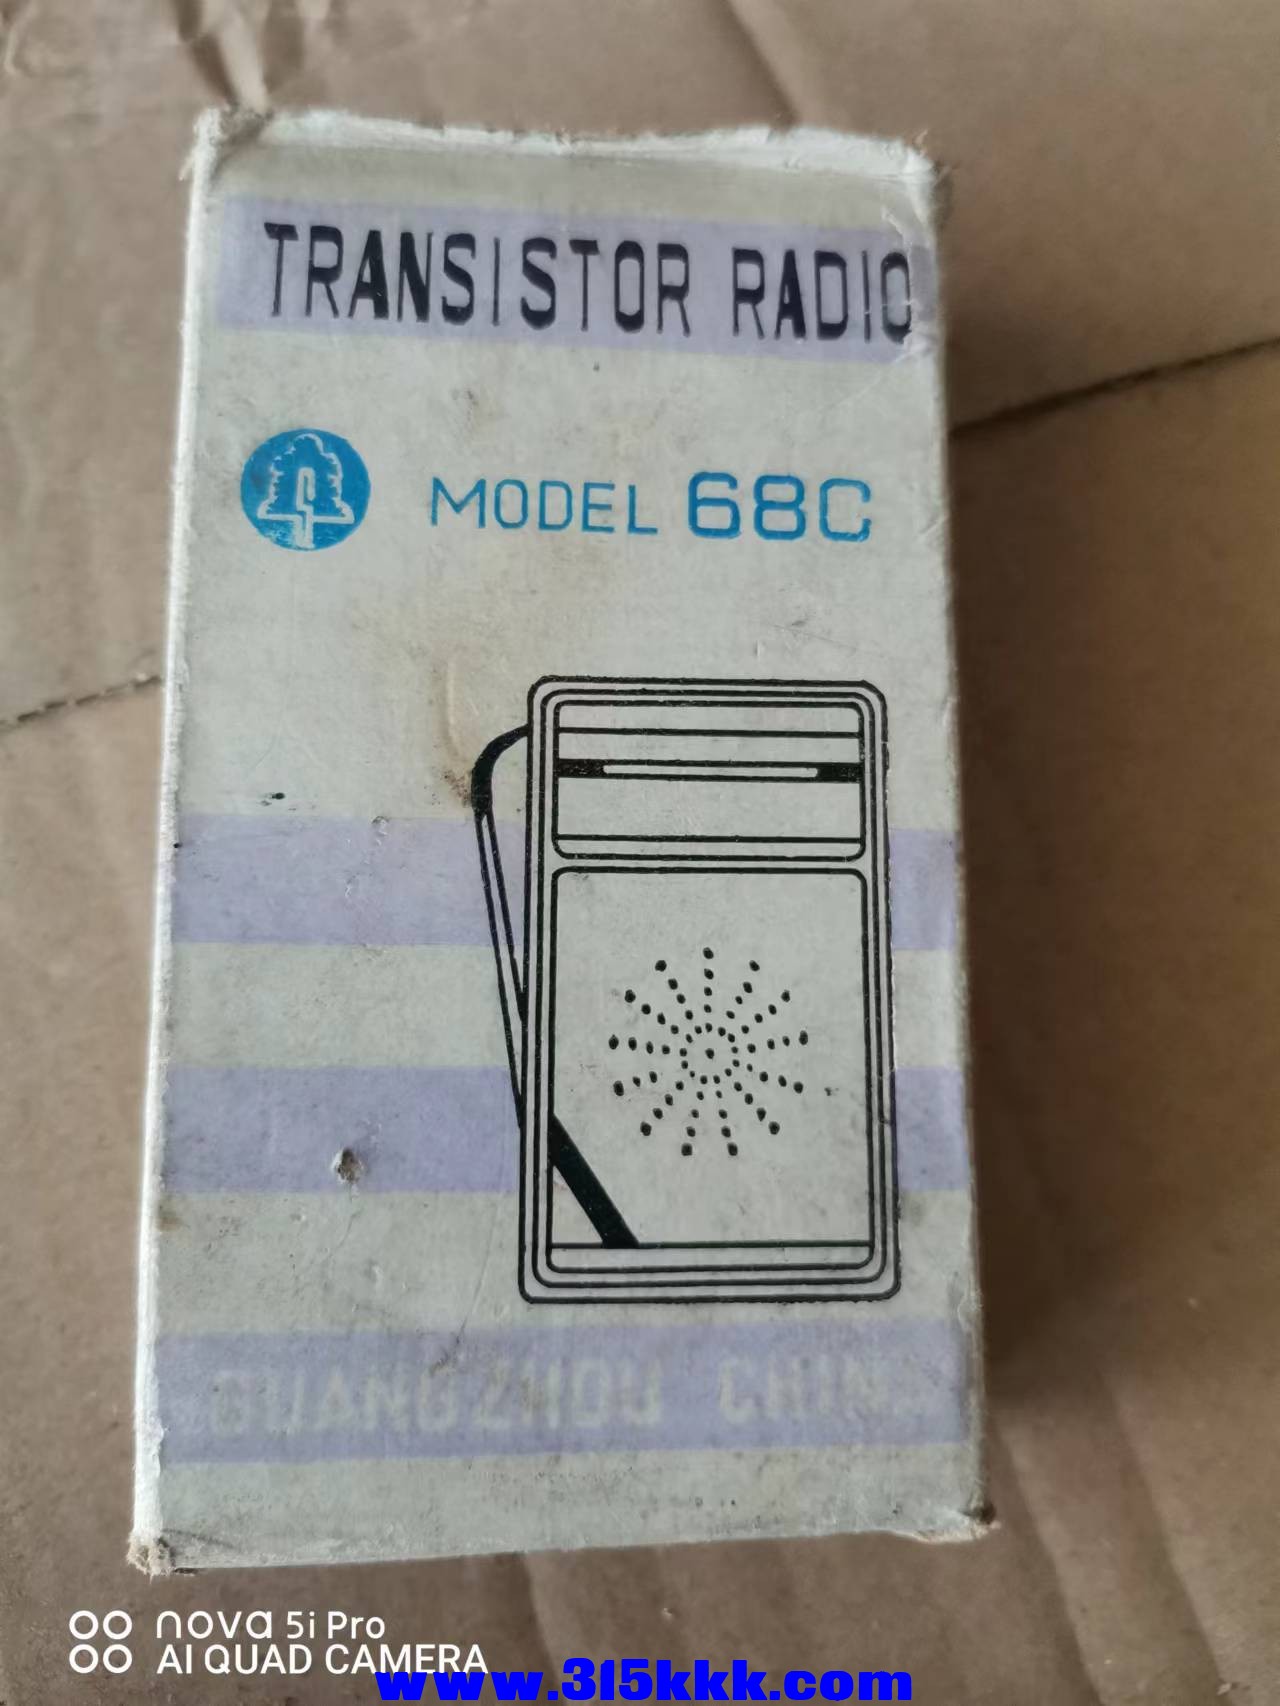 TRANSISTOR RADIO
MODEL 68C
GUANGZHOU CHINA
nova 5i Pro
AI QUAD CAMERA
www.315kkk.com